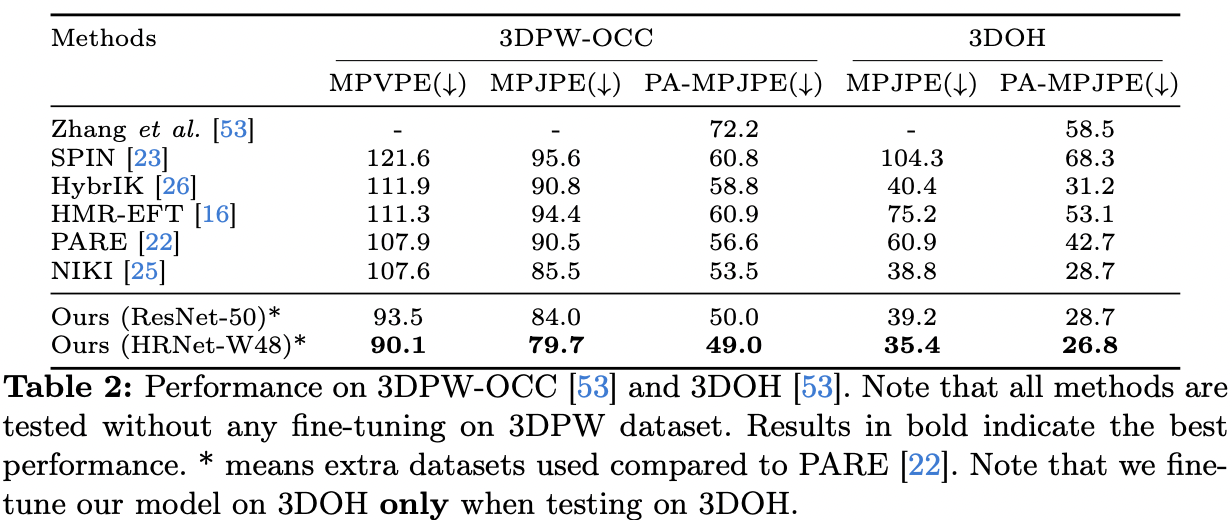 Methods 3DPW-OCC 3DOH
MPVPE(↓) MPJPE(↓) PA-MPJPE(↓) MPJPE(↓) PA-MPJPE(↓)
Zhang et al. [53] - - 72.2 - 58.5
SPIN [23] 121.6 95.6 60.8 104.3 68.3
HybrIK [26] 111.9 90.8 58.8 40.4 31.2
HMR-EFT [16] 111.3 94.4 60.9 75.2 53.1
PARE [22] 107.9 90.5 56.6 60.9 42.7
NIKI [25] 107.6 85.5 53.5 38.8 28.7
Ours (ResNet-50)* 93.5 84.0 50.0 39.2 28.7
Ours (HRNet-W48)* 90.1 79.7 49.0 35.4 26.8
Table 2: Performance on 3DPW-OCC [53] and 3DOH [53]. Note that all methods are
tested without any fine-tuning on 3DPW dataset. Results in bold indicate the best
performance. * means extra datasets used compared to PARE [22]. Note that we fine-
tune our model on 3DOH only when testing on 3DOH.